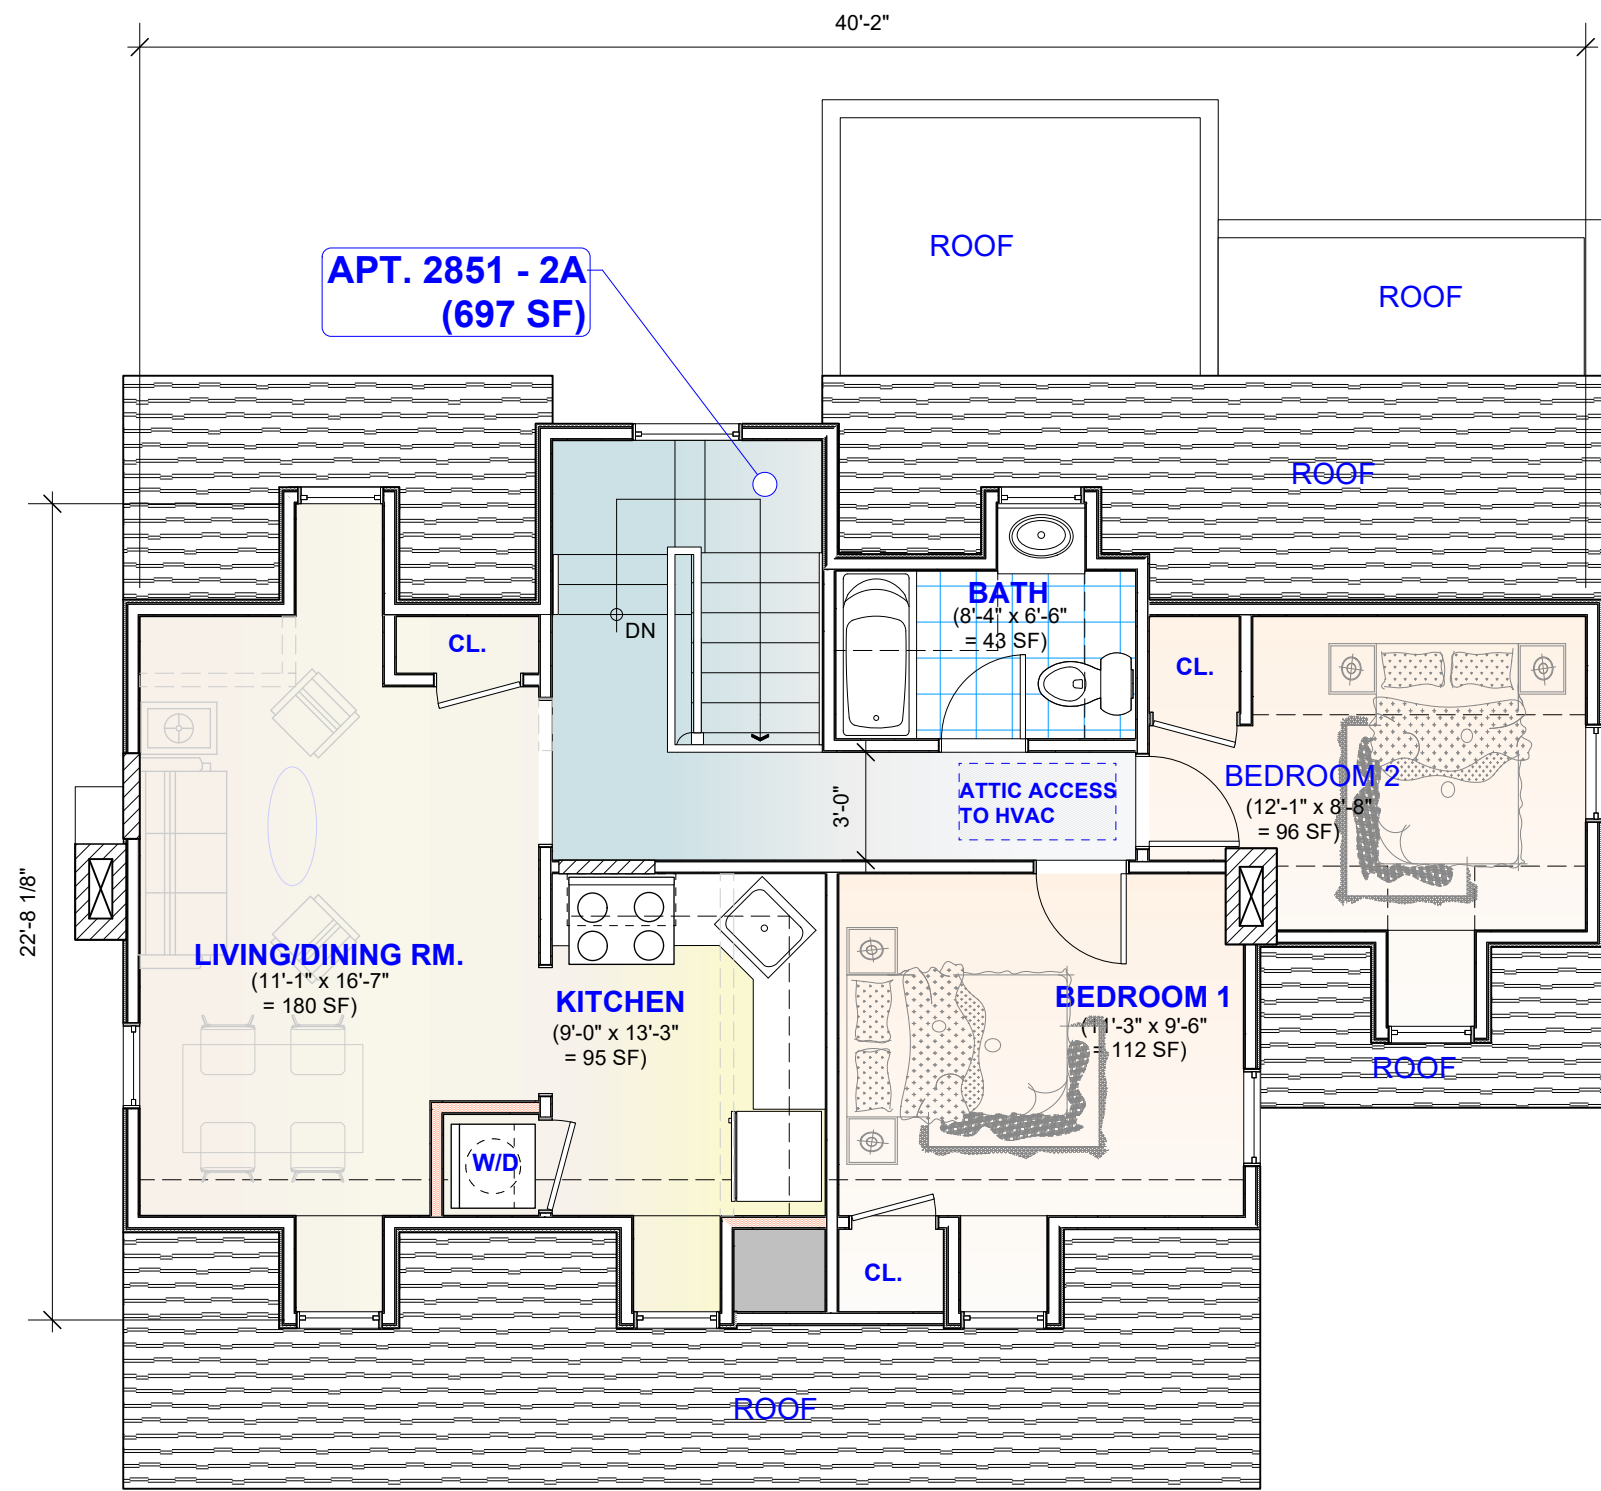 40'-2"
ROOF
ROOF
APT. 2851 - 2A
(697 SF)
ROOF
BATH
(8'-4" x 6'-6"
= 43 SF)
DN
CL.
CL.
BEDROOM 2
(12'-1" x 8'-8"
= 96 SF)
ATTIC ACCESS
TO HVAC
3'-0"
22'-8 1/8"
LIVING/DINING RM.
(11'-1" x 16'-7"
= 180 SF)
KITCHEN
(9'-0" x 13'-3"
= 95 SF)
BEDROOM 1
(11'-3" x 9'-6"
= 112 SF)
ROOF
W/D
CL.
ROOF